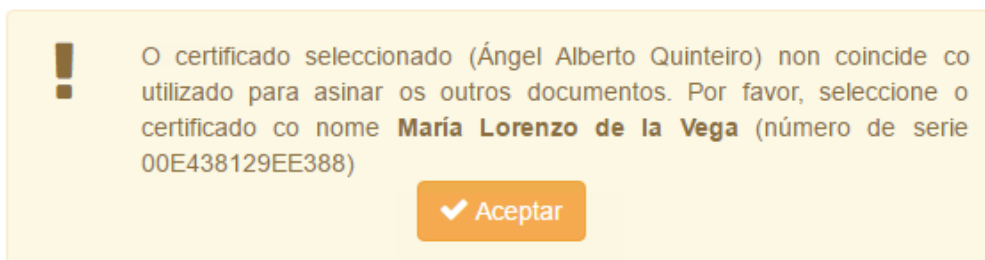 O certificado seleccionado (Ángel Alberto Quinteiro) non coincide co
utilizado para asinar os outros documentos. Por favor, seleccione o
certificado co nome María Lorenzo de la Vega (número de serie
00E438129EE388)
Aceptar